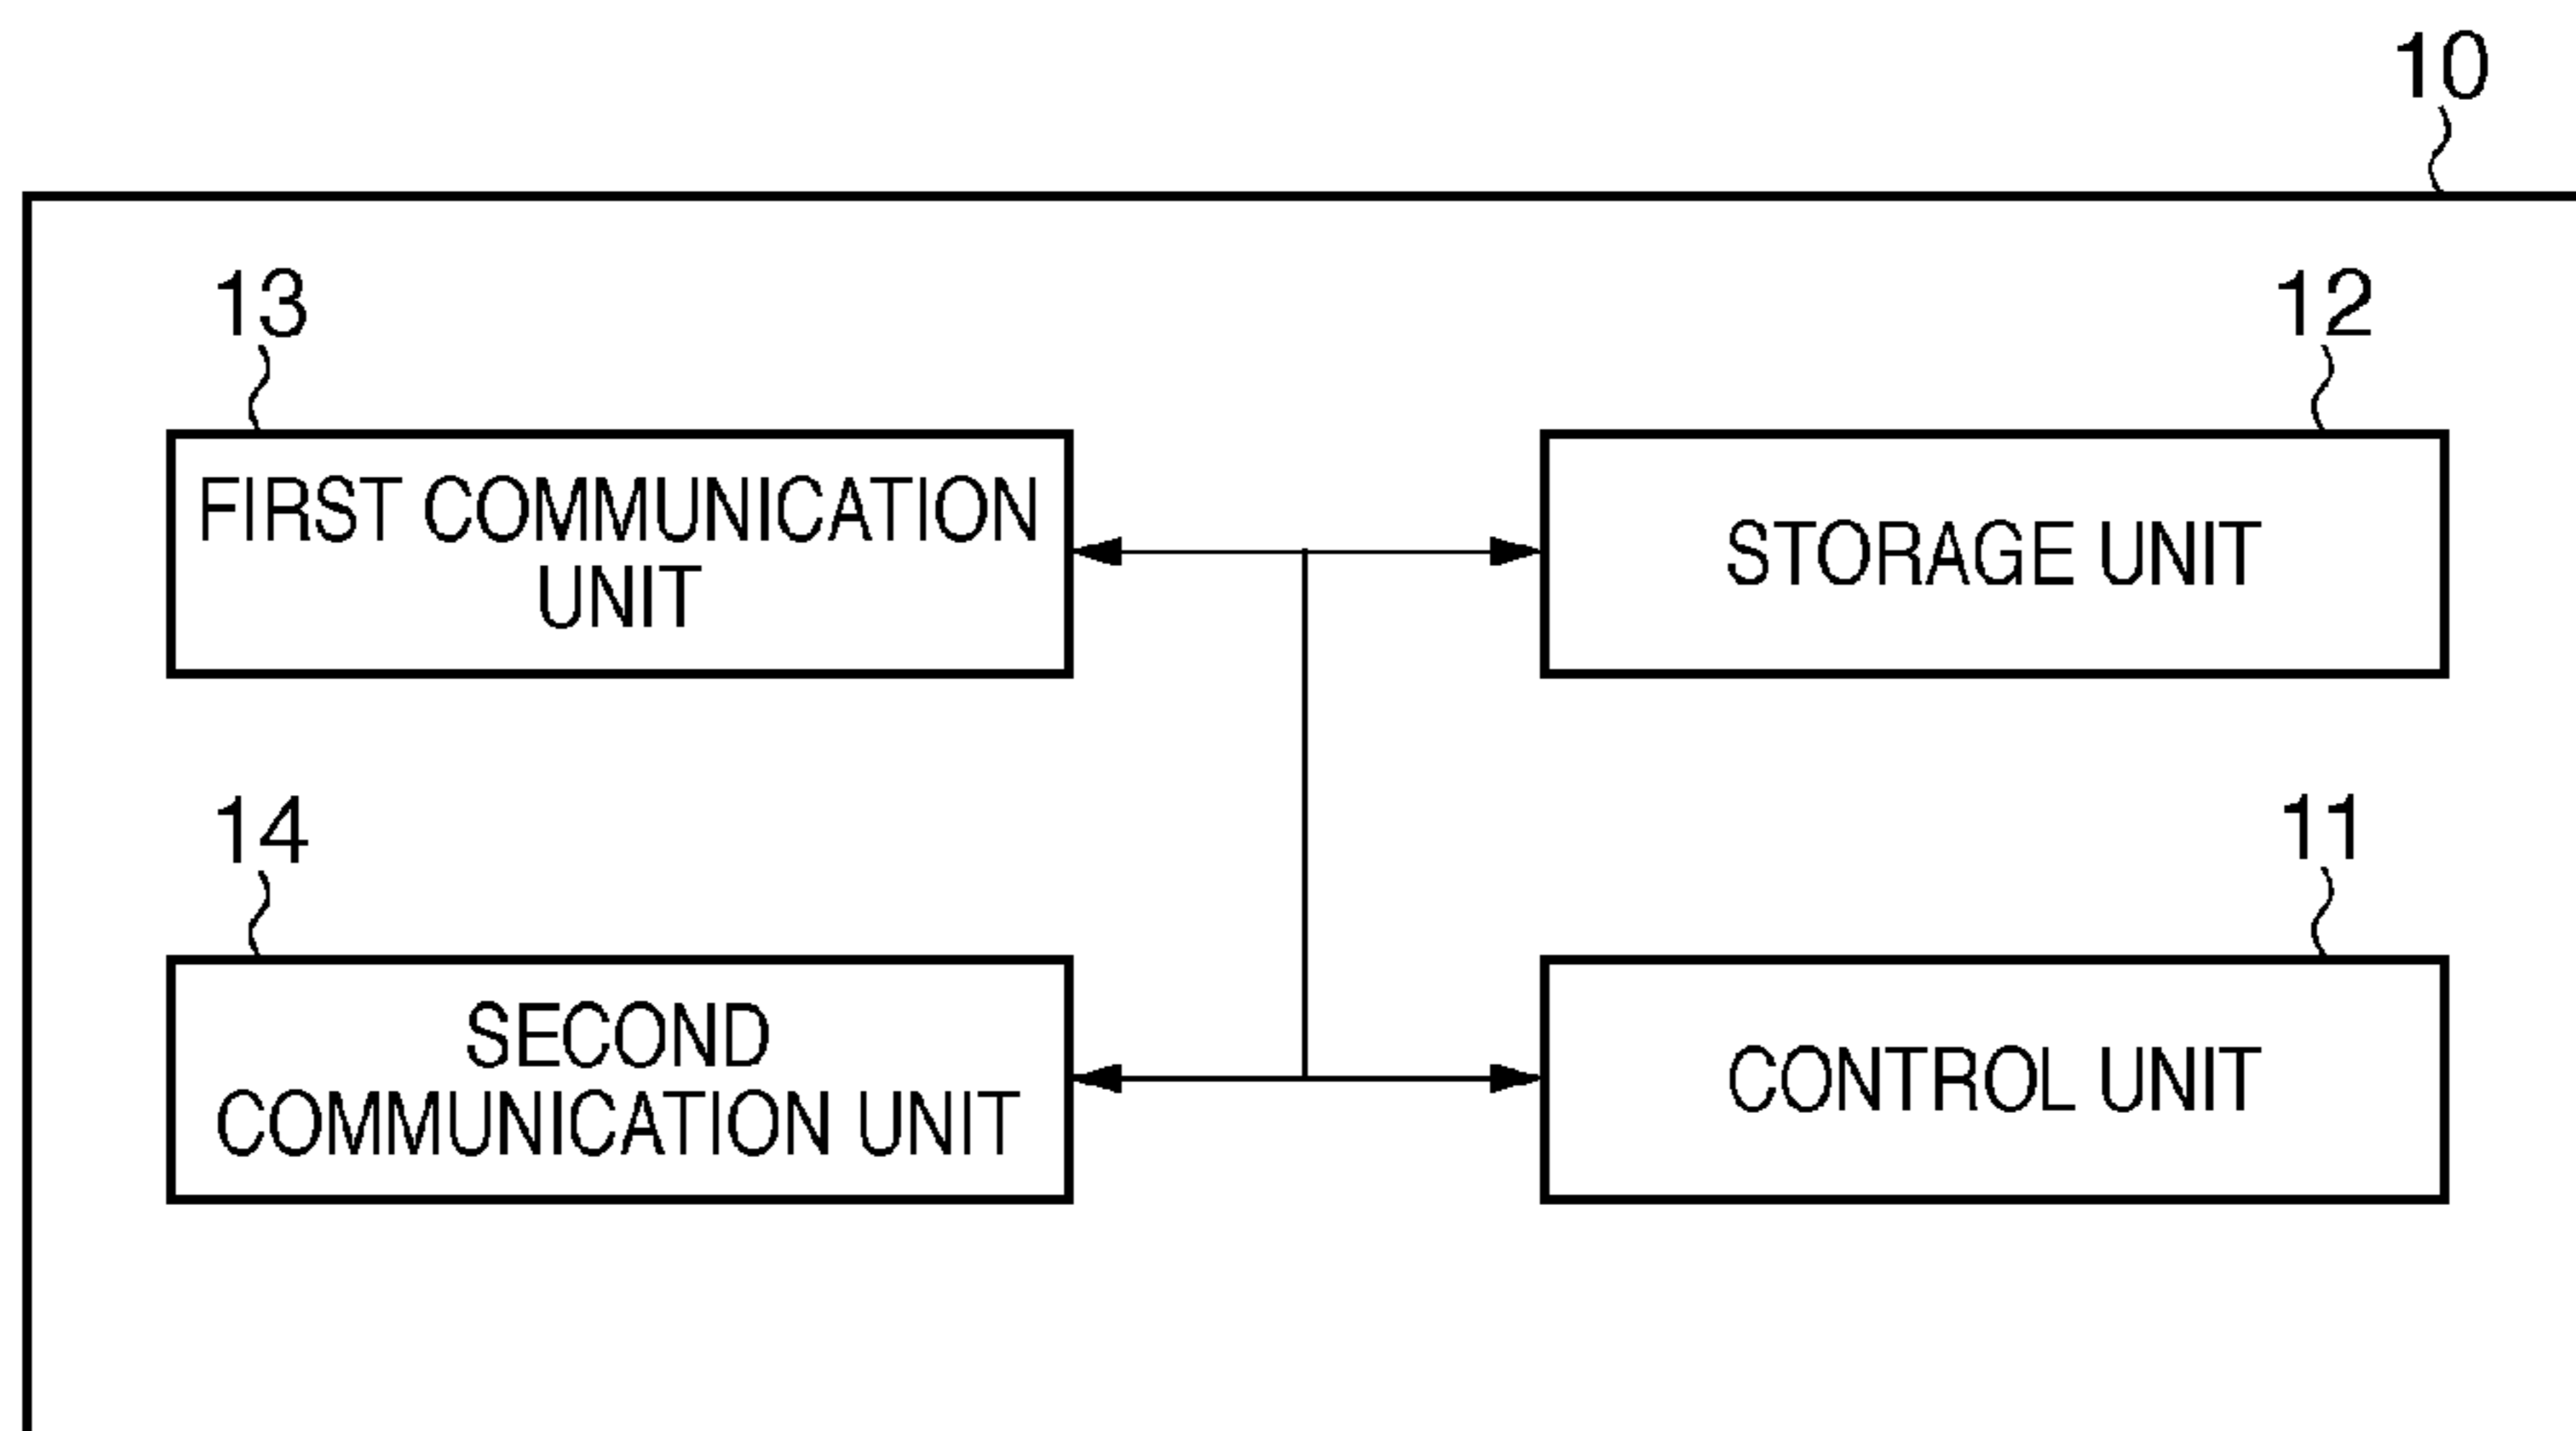 10
13
12
FIRST COMMUNICATION
UNIT
STORAGE UNIT
14
11
SECOND
COMMUNICATION UNIT
CONTROL UNIT